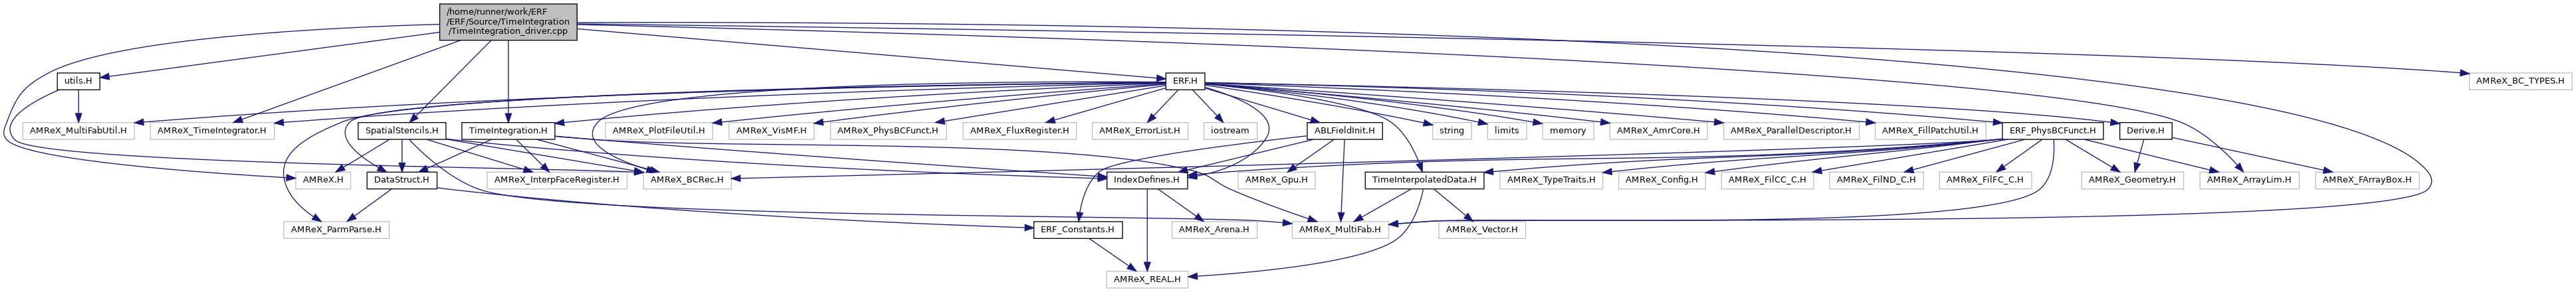 /home/runner/work/ERF
/ERF/Source/TimeIntegration
/TimeIntegration_driver.cpp
utils.H
ERF.H
AMReX_BC_TYPES.H
AMReX_MultiFabUtil.H
AMReX_TimeIntegrator.H
SpatialStencils.H
TimeIntegration.H
AMReX_PlotFileUtil.H
AMReX_VisMF.H
AMReX_PhysBCFunct.H
AMReX_FluxRegister.H
AMReX_ErrorList.H
iostream
ABLFieldInit.H
string
limits
memory
AMReX_AmrCore.H
AMReX_ParallelDescriptor.H
AMReX_FillPatchUtil.H
ERF_PhysBCFunct.H
Derive.H
AMReX.H
DataStruct.H
AMReX_InterpFaceRegister.H
AMReX_BCRec.H
IndexDefines.H
AMReX_Gpu.H
TimeInterpolatedData.H
AMReX_TypeTraits.H
AMReX_Config.H
AMReX_FilCC_C.H
AMReX_FilND_C.H
AMReX_FilFC_C.H
AMReX_Geometry.H
AMReX_ArrayLim.H
AMReX_FArrayBox.H
AMReX_ParmParse.H
ERF_Constants.H
AMReX_Arena.H
AMReX_MultiFab.H
AMReX_Vector.H
AMReX_REAL.H